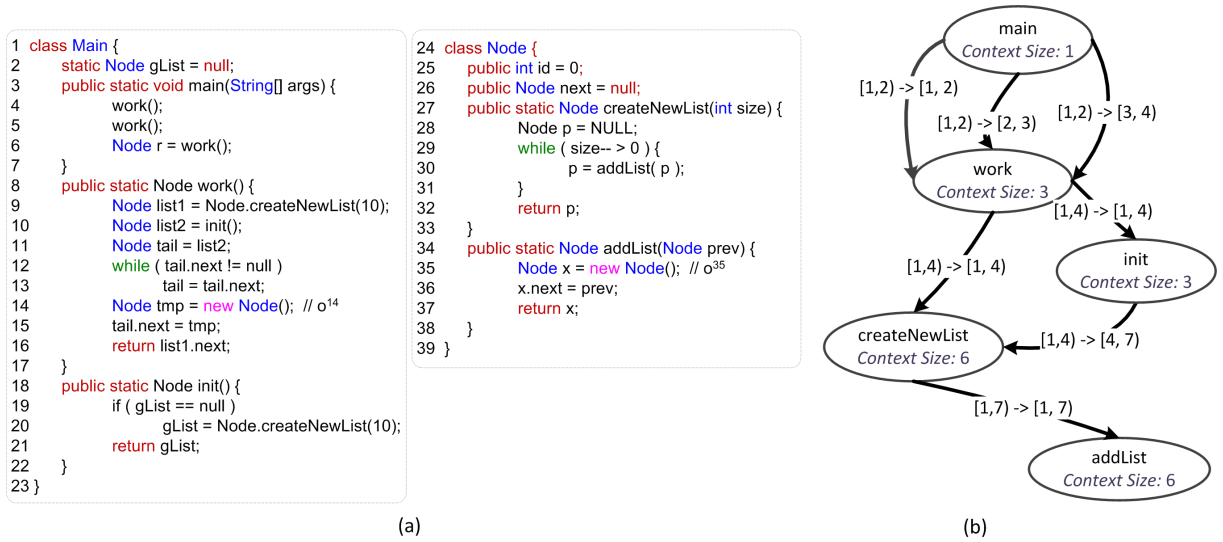 1 class Main {
2 static Node gList = null;
3 public static void main(String[] args) {
4 work();
5 work();
6 Node r = work();
7 }
8 public static Node work() {
9 Node list1 = Node.createNewList(10);
10 Node list2 = init();
11 Node tail = list2;
12 while ( tail.next != null )
13 tail = tail.next;
14 Node tmp = new Node(); // o14
15 tail.next = tmp;
16 return list1.next;
17 }
18 public static Node init() {
19 if ( gList == null )
20 gList = Node.createNewList(10);
21 return gList;
22 }
23 }
24 class Node {
25 public int id = 0;
26 public Node next = null;
27 public static Node createNewList(int size) {
28 Node p = NULL;
29 while ( size-- > 0 ) {
30 p = addList( p );
31 }
32 return p;
33 }
34 public static Node addList(Node prev) {
35 Node x = new Node(); // o35
36 x.next = prev;
37 return x;
38 }
39 }
(a)
main
Context Size: 1
[1,2) -> [1, 2)
[1,2) -> [2, 3)
[1,2) -> [3, 4)
work
Context Size: 3
[1,4) -> [1, 4)
[1,4) -> [1, 4)
init
Context Size: 3
createNewList
Context Size: 6
[1,4) -> [4, 7)
[1,7) -> [1, 7)
addList
Context Size: 6
(b)